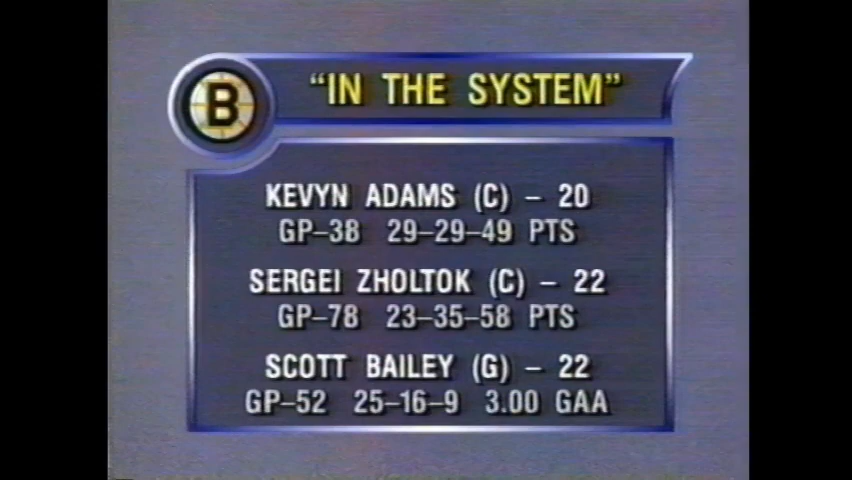 B
"IN THE SYSTEM"
KEVYN ADAMS (C) – 20
GP–38 29–29–49 PTS
SERGEI ZHOLTOK (C) – 22
GP–78 23–35–58 PTS
SCOTT BAILEY (G) – 22
GP–52 25–16–9 3.00 GAA